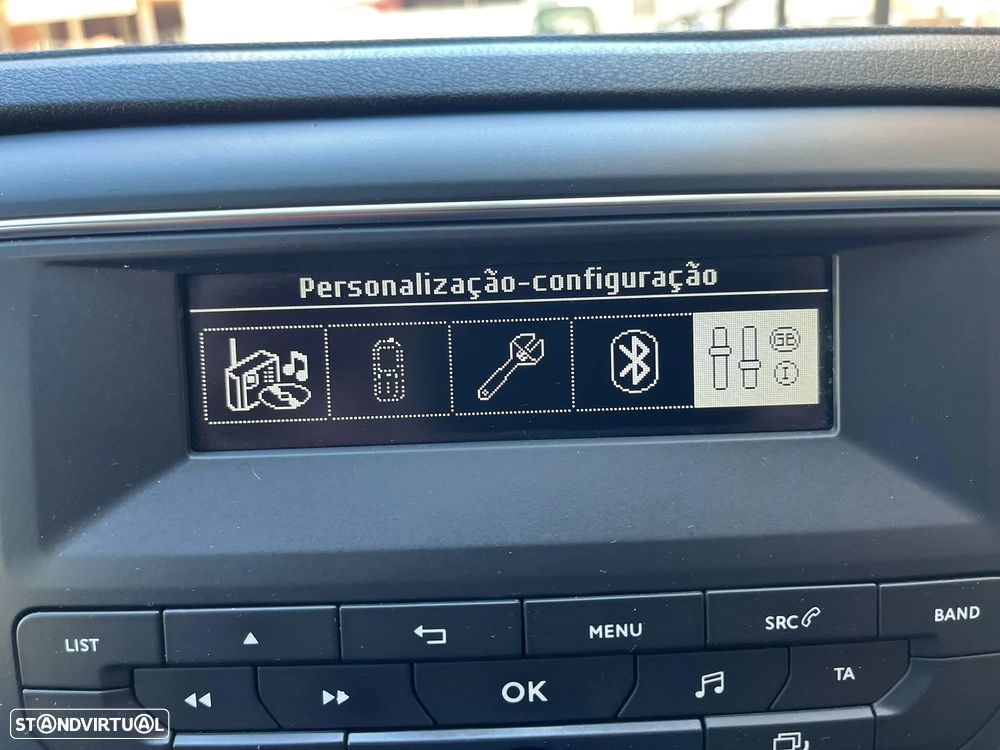 Personalização-configuração
GB
I
LIST
MENU
SRC
BAND
OK
TA
STANDVIRTUAL